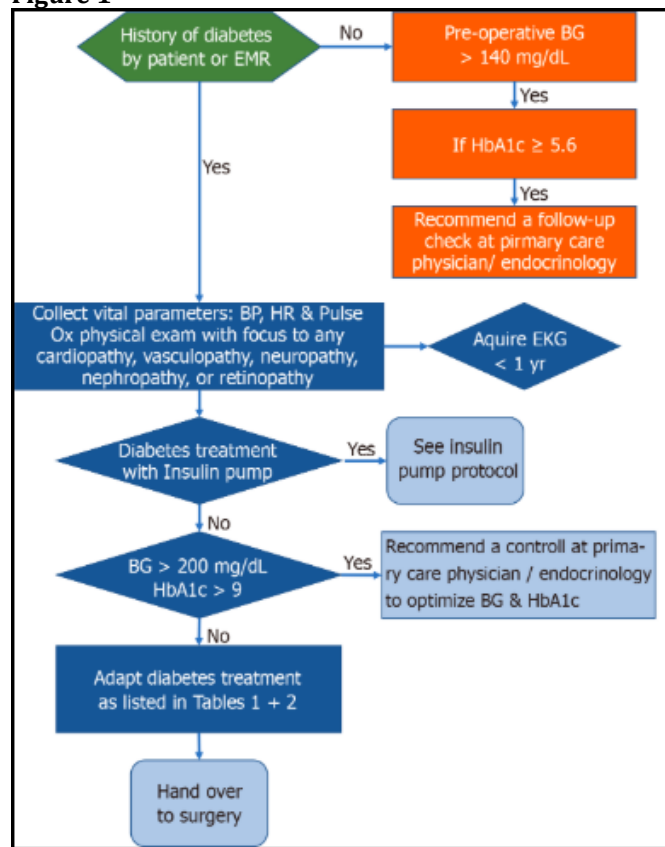 History of diabetes
by patient or EMR
No
Pre-operative BG
> 140 mg/dL
Yes
If HbA1c ≥ 5.6
Yes
Recommend a follow-up
check at pirmary care
physician/ endocrinology
Yes
Collect vital parameters: BP, HR & Pulse
Ox physical exam with focus to any
cardiopathy, vasculopathy, neuropathy,
nephropathy, or retinopathy
Aquire EKG
< 1 yr
Diabetes treatment
with Insulin pump
Yes
See insulin
pump protocol
No
BG > 200 mg/dL
HbA1c > 9
Yes
Recommend a controll at prima-
ry care physician / endocrinology
to optimize BG & HbA1c
No
Adapt diabetes treatment
as listed in Tables 1 + 2
Hand over
to surgery